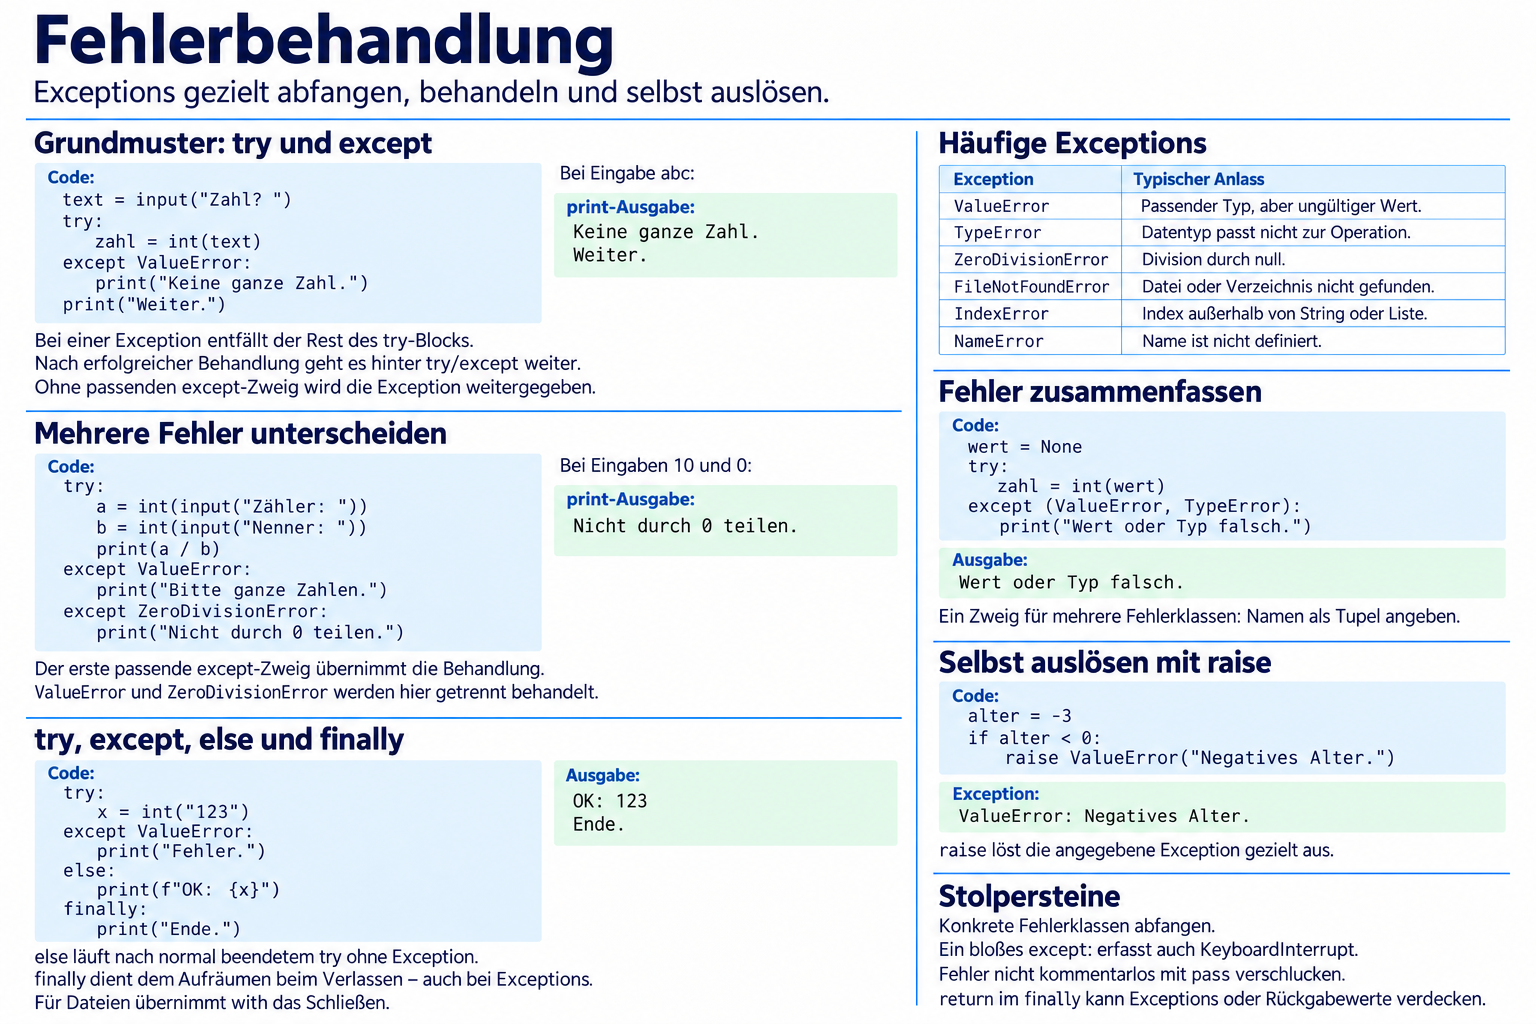 Fehlerbehandlung
Exceptions gezielt abfangen, behandeln und selbst auslösen.
Grundmuster: try und except
Code:
text = input("Zahl? ")
try:
    zahl = int(text)
except ValueError:
    print("Keine ganze Zahl.")
print("Weiter.")
Bei Eingabe abc:
print-Ausgabe:
Keine ganze Zahl.
Weiter.
Bei einer Exception entfällt der Rest des try-Blocks.
Nach erfolgreicher Behandlung geht es hinter try/except weiter.
Ohne passenden except-Zweig wird die Exception weitergegeben.
Mehrere Fehler unterscheiden
Code:
try:
    a = int(input("Zähler: "))
    b = int(input("Nenner: "))
    print(a / b)
except ValueError:
    print("Bitte ganze Zahlen.")
except ZeroDivisionError:
    print("Nicht durch 0 teilen.")
Bei Eingaben 10 und 0:
print-Ausgabe:
Nicht durch 0 teilen.
Der erste passende except-Zweig übernimmt die Behandlung.
ValueError und ZeroDivisionError werden hier getrennt behandelt.
try, except, else und finally
Code:
try:
    x = int("123")
except ValueError:
    print("Fehler.")
else:
    print(f"OK: {x}")
finally:
    print("Ende.")
Ausgabe:
OK: 123
Ende.
else läuft nach normal beendetem try ohne Exception.
finally dient dem Aufräumen beim Verlassen – auch bei Exceptions.
Für Dateien übernimmt with das Schließen.
Häufige Exceptions
Exception Typischer Anlass
ValueError Passender Typ, aber ungültiger Wert.
TypeError Datentyp passt nicht zur Operation.
ZeroDivisionError Division durch null.
FileNotFoundError Datei oder Verzeichnis nicht gefunden.
IndexError Index außerhalb von String oder Liste.
NameError Name ist nicht definiert.
Fehler zusammenfassen
Code:
wert = None
try:
    zahl = int(wert)
except (ValueError, TypeError):
    print("Wert oder Typ falsch.")
Ausgabe:
Wert oder Typ falsch.
Ein Zweig für mehrere Fehlerklassen: Namen als Tupel angeben.
Selbst auslösen mit raise
Code:
alter = -3
if alter < 0:
    raise ValueError("Negatives Alter.")
Exception:
ValueError: Negatives Alter.
raise löst die angegebene Exception gezielt aus.
Stolpersteine
Konkrete Fehlerklassen abfangen.
Ein bloßes except: erfasst auch KeyboardInterrupt.
Fehler nicht kommentarlos mit pass verschlucken.
return im finally kann Exceptions oder Rückgabewerte verdecken.